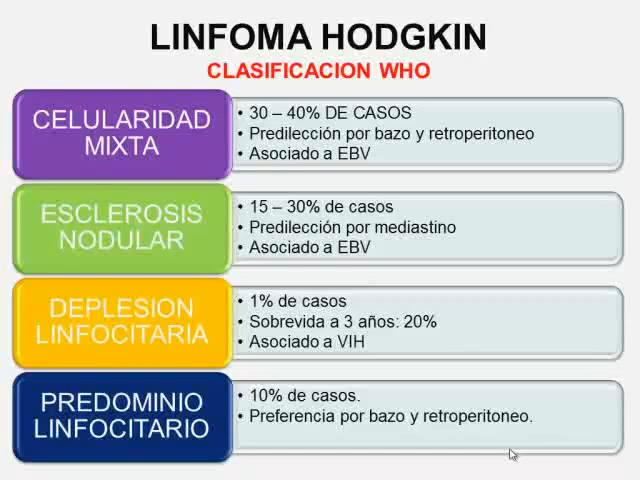 LINFOMA HODGKIN
CLASIFICACION WHO
CELULARIDAD
MIXTA
• 30 – 40% DE CASOS
• Predilección por bazo y retroperitoneo
• Asociado a EBV
ESCLEROSIS
NODULAR
• 15 – 30% de casos
• Predilección por mediastino
• Asociado a EBV
DEPLESION
LINFOCITARIA
• 1% de casos
• Sobrevida a 3 años: 20%
• Asociado a VIH
PREDOMINIO
LINFOCITARIO
• 10% de casos.
• Preferencia por bazo y retroperitoneo.